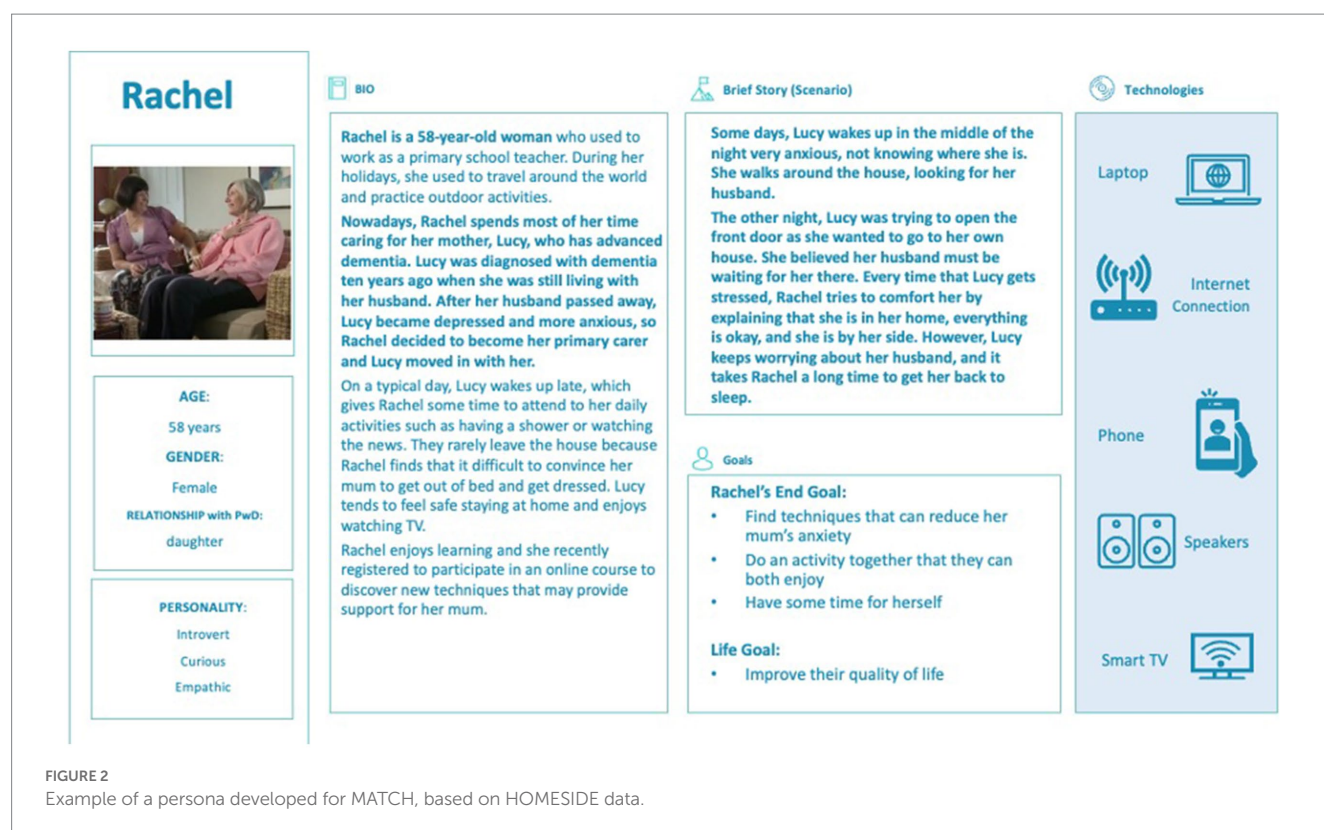 Rachel
AGE:
58 years
GENDER:
Female
RELATIONSHIP with PwD:
daughter
PERSONALITY:
Introvert
Curious
Empathic
BIO
Rachel is a 58-year-old woman who used to
work as a primary school teacher. During her
holidays, she used to travel around the world
and practice outdoor activities.
Nowadays, Rachel spends most of her time
caring for her mother, Lucy, who has advanced
dementia. Lucy was diagnosed with dementia
ten years ago when she was still living with
her husband. After her husband passed away,
Lucy became depressed and more anxious, so
Rachel decided to become her primary carer
and Lucy moved in with her.
On a typical day, Lucy wakes up late, which
gives Rachel some time to attend to her daily
activities such as having a shower or watching
the news. They rarely leave the house because
Rachel finds that it difficult to convince her
mum to get out of bed and get dressed. Lucy
tends to feel safe staying at home and enjoys
watching TV.
Rachel enjoys learning and she recently
registered to participate in an online course to
discover new techniques that may provide
support for her mum.
Brief Story (Scenario)
Some days, Lucy wakes up in the middle of the
night very anxious, not knowing where she is.
She walks around the house, looking for her
husband.
The other night, Lucy was trying to open the
front door as she wanted to go to her own
house. She believed her husband must be
waiting for her there. Every time that Lucy gets
stressed, Rachel tries to comfort her by
explaining that she is in her home, everything
is okay, and she is by her side. However, Lucy
keeps worrying about her husband, and it
takes Rachel a long time to get her back to
sleep.
Goals
Rachel's End Goal:
• Find techniques that can reduce her
mum's anxiety
• Do an activity together that they can
both enjoy
• Have some time for herself
Life Goal:
• Improve their quality of life
Technologies
Laptop
Internet
Connection
Phone
Speakers
Smart TV
FIGURE 2
Example of a persona developed for MATCH, based on HOMESIDE data.